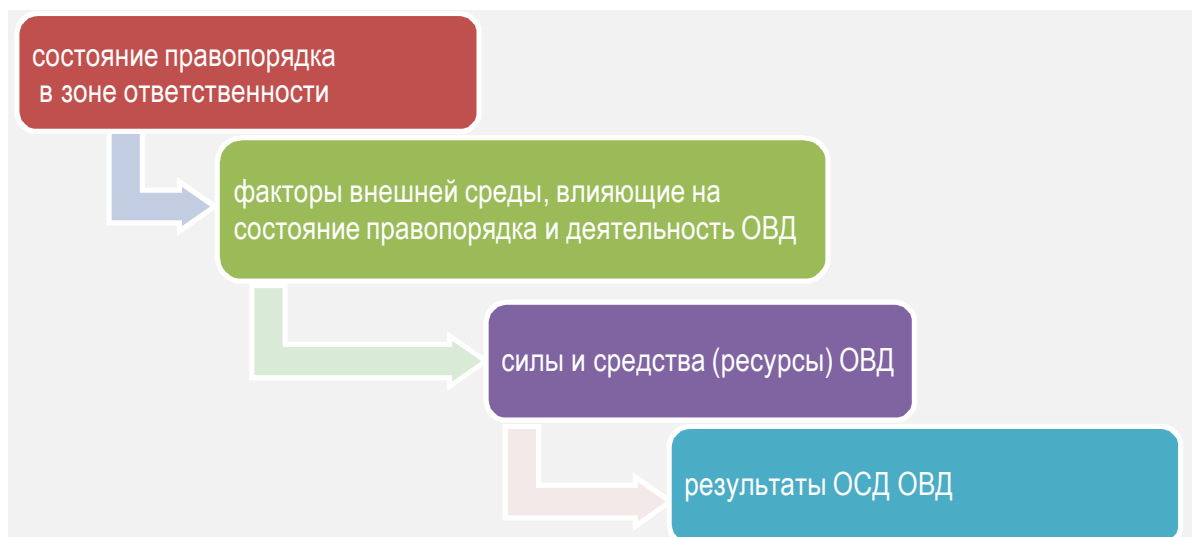 состояние правопорядка
в зоне ответственности
факторы внешней среды, влияющие на
состояние правопорядка и деятельность ОВД
силы и средства (ресурсы) ОВД
результаты ОСД ОВД